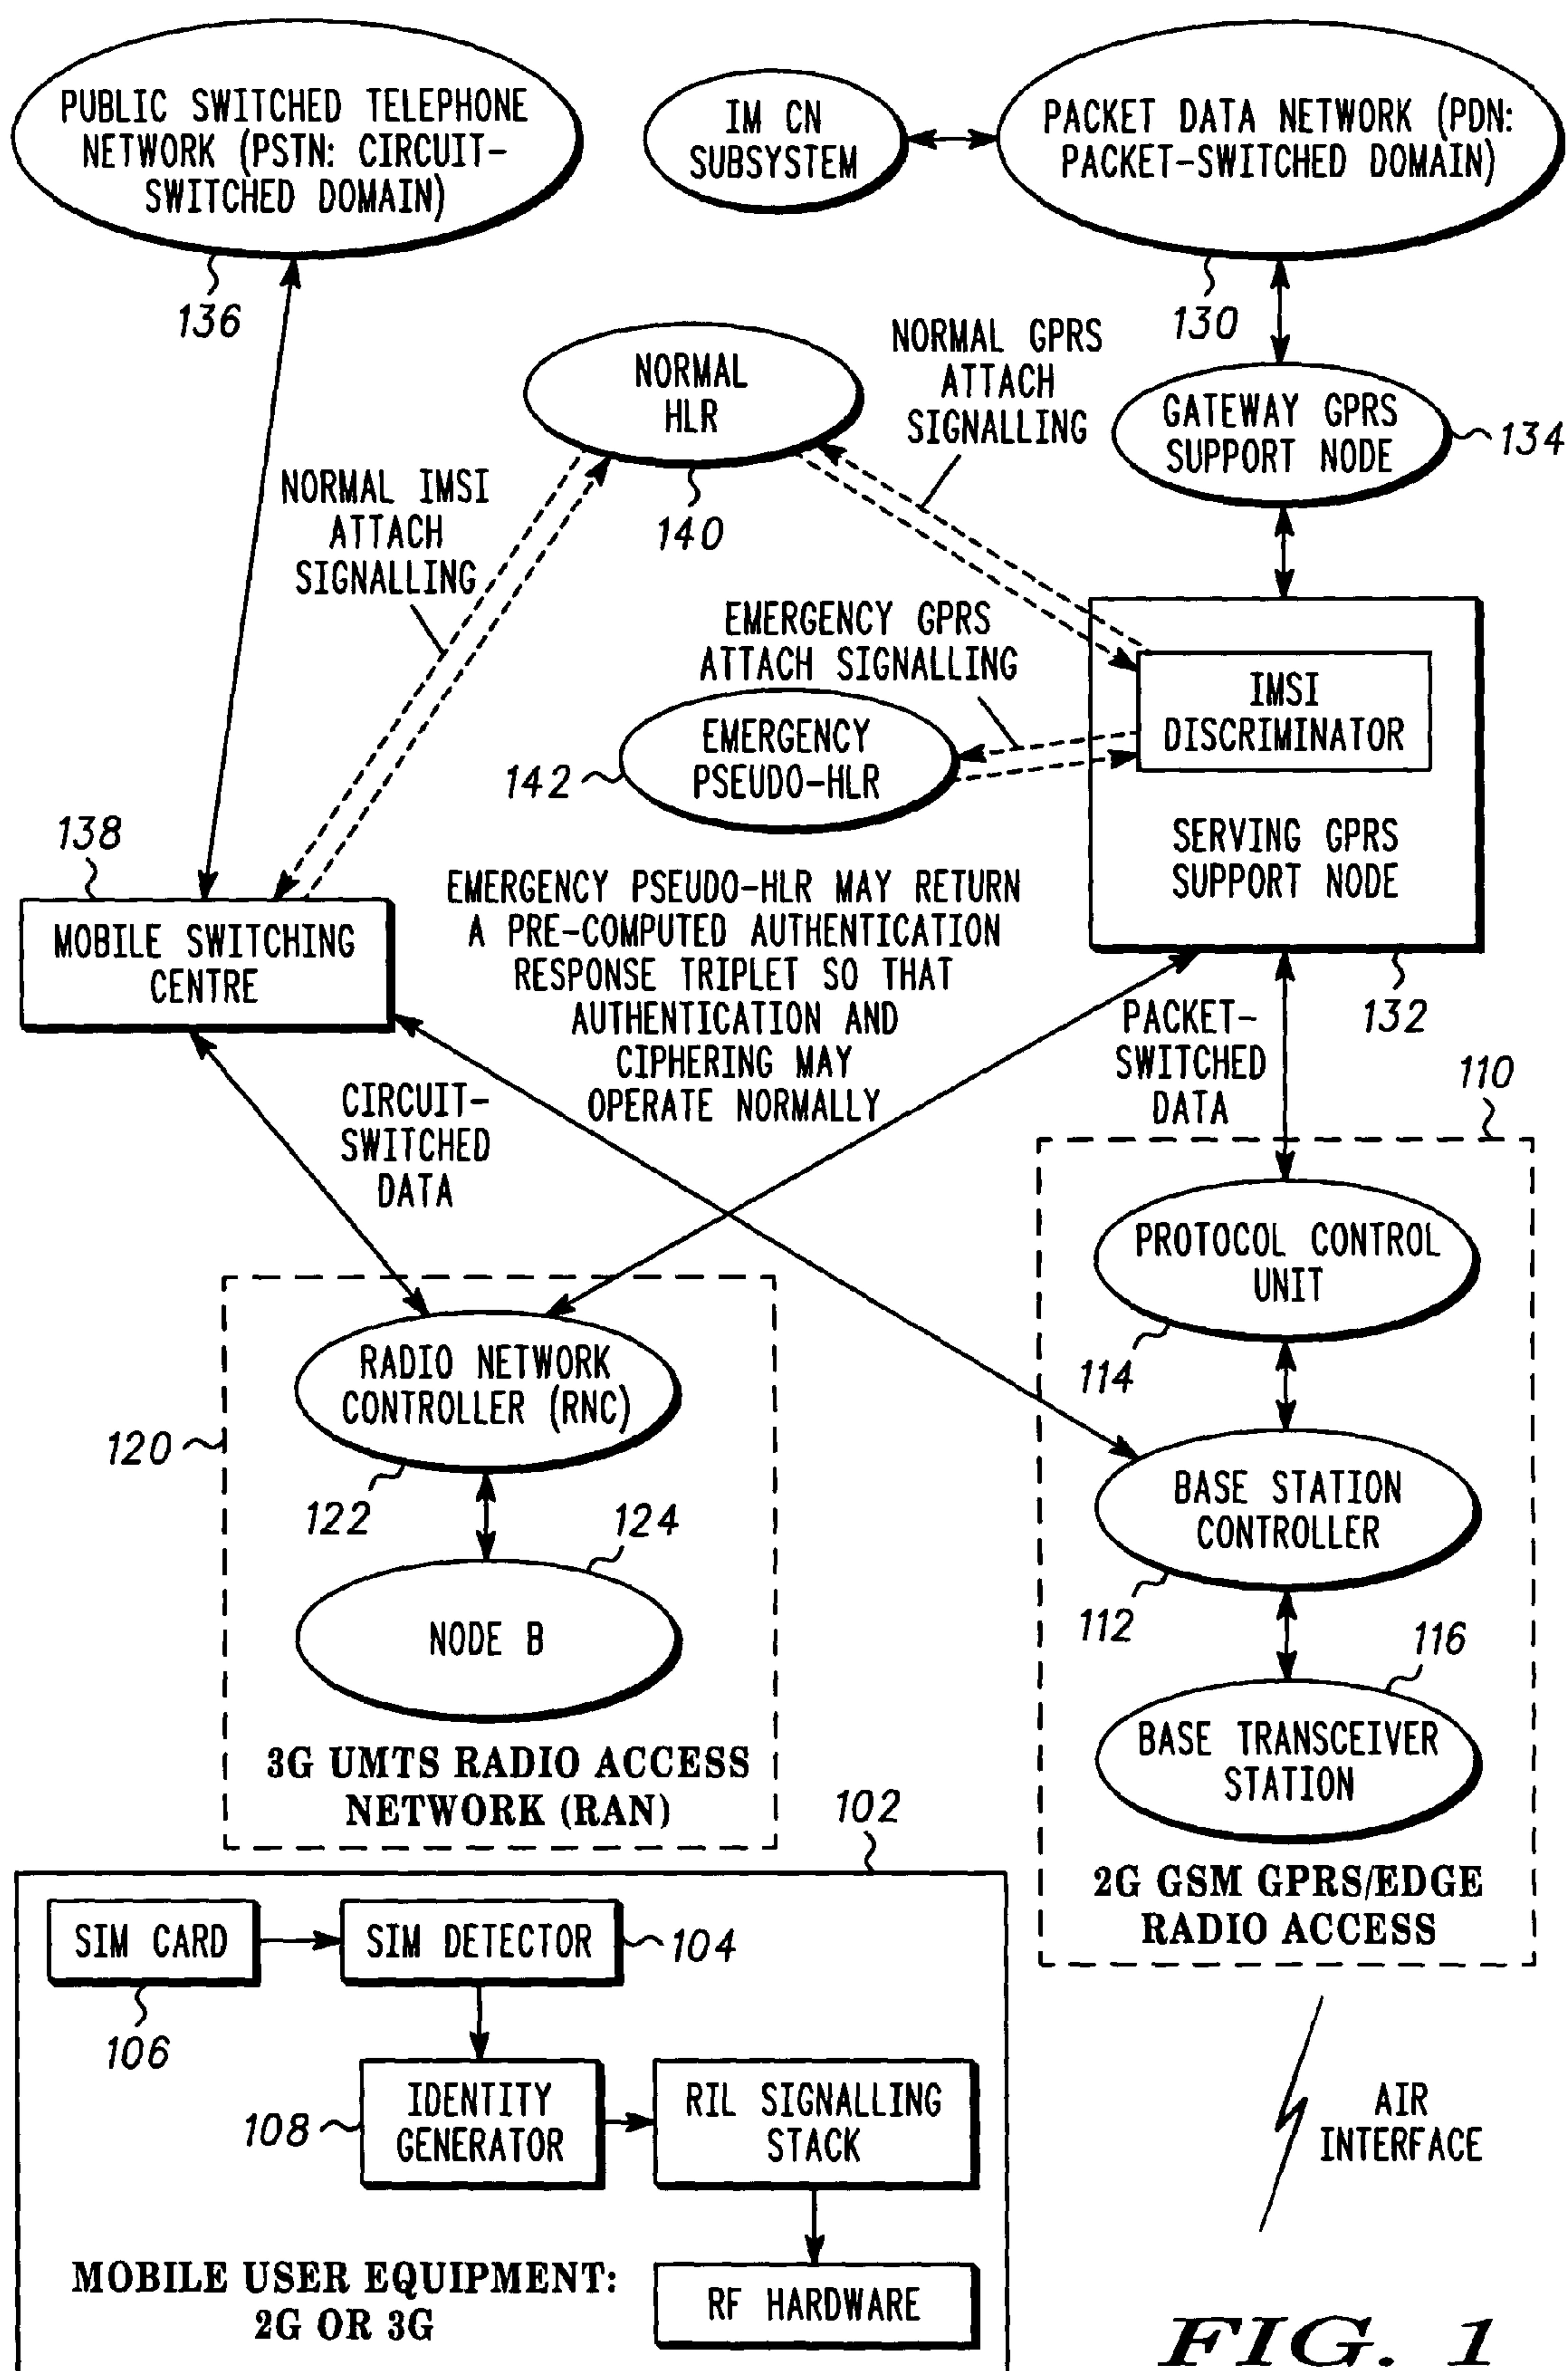 PUBLIC SWITCHED TELEPHONE
NETWORK (PSTN: CIRCUIT-
SWITCHED DOMAIN)
136
IM CN
SUBSYSTEM
PACKET DATA NETWORK (PDN:
PACKET-SWITCHED DOMAIN)
130
NORMAL
HLR
140
NORMAL GPRS
ATTACH
SIGNALLING
GATEWAY GPRS
SUPPORT NODE
134
NORMAL IMSI
ATTACH
SIGNALLING
EMERGENCY GPRS
ATTACH SIGNALLING
IMSI
DISCRIMINATOR
EMERGENCY
PSEUDO-HLR
142
SERVING GPRS
SUPPORT NODE
132
138
MOBILE SWITCHING
CENTRE
EMERGENCY PSEUDO-HLR MAY RETURN
A PRE-COMPUTED AUTHENTICATION
RESPONSE TRIPLET SO THAT
AUTHENTICATION AND
CIPHERING MAY
OPERATE NORMALLY
PACKET-
SWITCHED
DATA
110
CIRCUIT-
SWITCHED
DATA
PROTOCOL CONTROL
UNIT
114
RADIO NETWORK
CONTROLLER (RNC)
120
122
124
BASE STATION
CONTROLLER
112
116
NODE B
BASE TRANSCEIVER
STATION
3G UMTS RADIO ACCESS
NETWORK (RAN)
102
2G GSM GPRS/EDGE
RADIO ACCESS
SIM CARD
106
SIM DETECTOR
104
IDENTITY
GENERATOR
108
RIL SIGNALLING
STACK
AIR
INTERFACE
MOBILE USER EQUIPMENT:
2G OR 3G
RF HARDWARE
FIG. 1